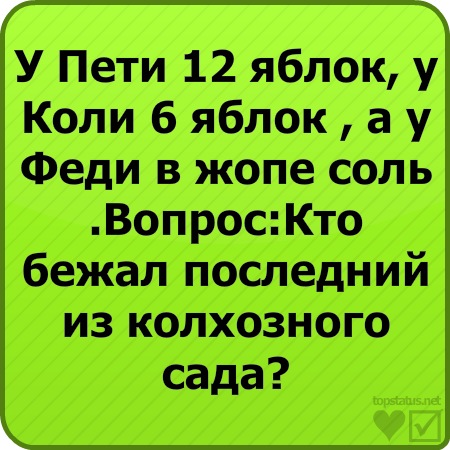 У Пети 12 яблок, у
Коли 6 яблок , а у
Феди в жопе соль
.Вопрос:Кто
бежал последний
из колхозного
сада?
topstatus.net